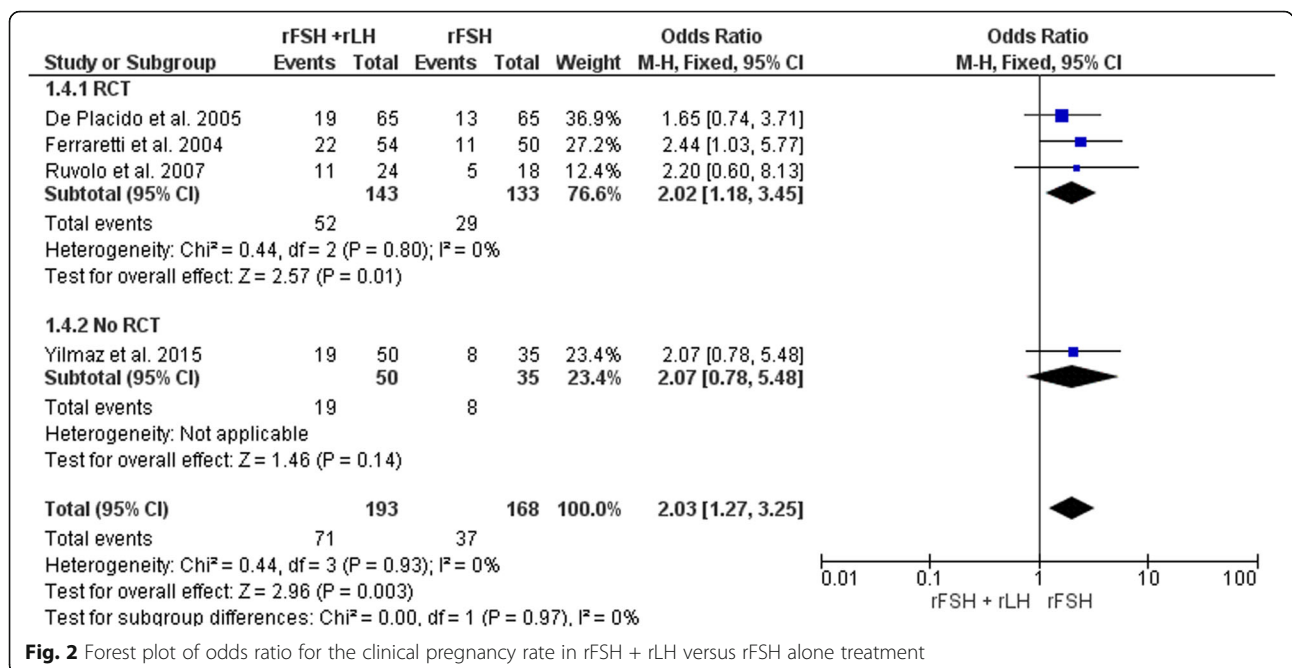 rFSH +rLH rFSH Odds Ratio Odds Ratio
Study or Subgroup Events Total Events Total Weight M-H, Fixed, 95% CI M-H, Fixed, 95% CI
1.4.1 RCT
De Placido et al. 2005 19 65 13 65 36.9% 1.65 [0.74, 3.71]
Ferraretti et al. 2004 22 54 11 50 27.2% 2.44 [1.03, 5.77]
Ruvolo et al. 2007 11 24 5 18 12.4% 2.20 [0.60, 8.13]
Subtotal (95% CI) 143 133 76.6% 2.02 [1.18, 3.45]
Total events 52 29
Heterogeneity: Chi² = 0.44, df = 2 (P = 0.80); I² = 0%
Test for overall effect: Z = 2.57 (P = 0.01)
1.4.2 No RCT
Yilmaz et al. 2015 19 50 8 35 23.4% 2.07 [0.78, 5.48]
Subtotal (95% CI) 50 35 23.4% 2.07 [0.78, 5.48]
Total events 19 8
Heterogeneity: Not applicable
Test for overall effect: Z = 1.46 (P = 0.14)
Total (95% CI) 193 168 100.0% 2.03 [1.27, 3.25]
Total events 71 37
Heterogeneity: Chi² = 0.44, df = 3 (P = 0.93); I² = 0%
Test for overall effect: Z = 2.96 (P = 0.003)
Test for subgroup differences: Chi² = 0.00, df = 1 (P = 0.97), I² = 0%
0.01 0.1 1 10 100
rFSH + rLH rFSH
Fig. 2 Forest plot of odds ratio for the clinical pregnancy rate in rFSH + rLH versus rFSH alone treatment